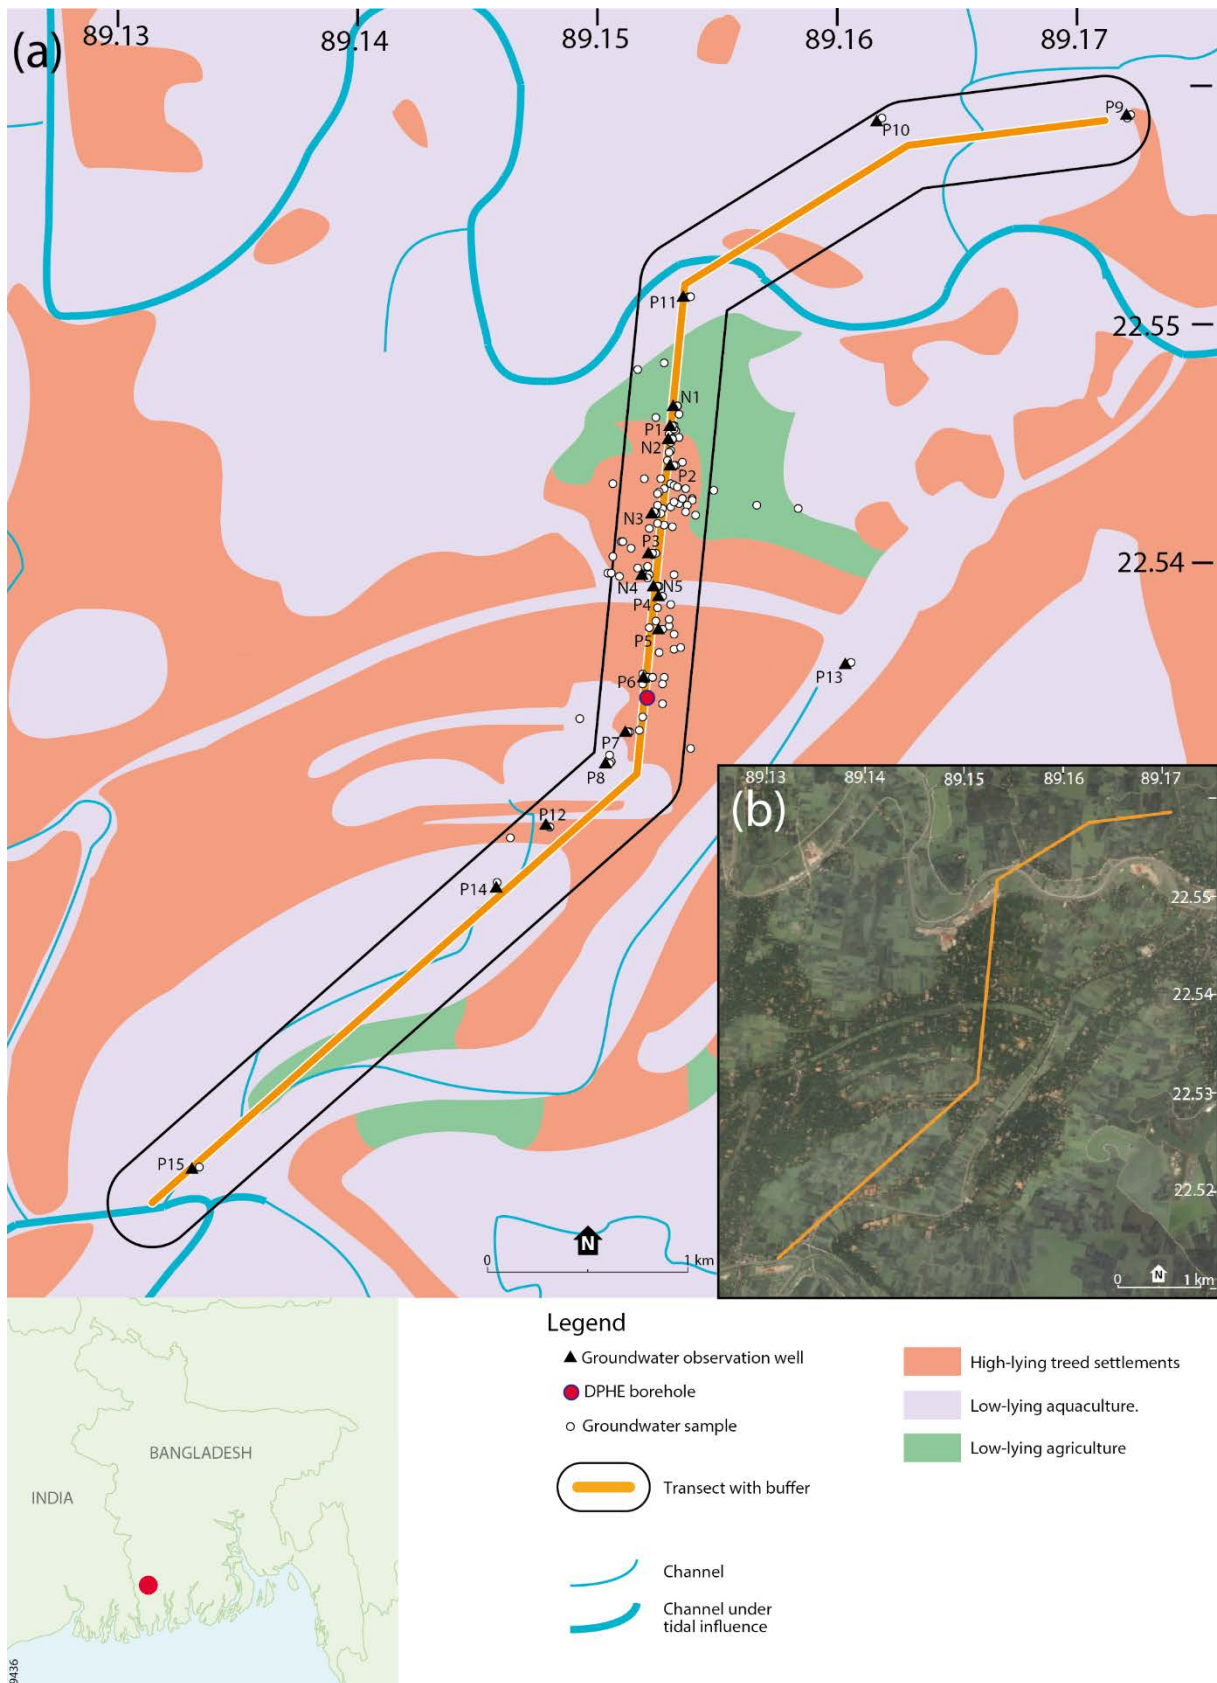 (a)
89.13
89.14
89.15
89.16
89.17
P9
P10
P11
22.55
N1
P1
N2
P2
N3
P3
22.54
N4
N5
P4
P5
P6
P13
P7
P8
P12
P14
P15
N
0
1 km
(b)
89.13
89.14
89.15
89.16
89.17
22.55
22.54
22.53
22.52
N
0
1 km
BANGLADESH
INDIA
9436
Legend
Groundwater observation well
DPHE borehole
Groundwater sample
Transect with buffer
Channel
Channel under
tidal influence
High-lying treed settlements
Low-lying aquaculture.
Low-lying agriculture